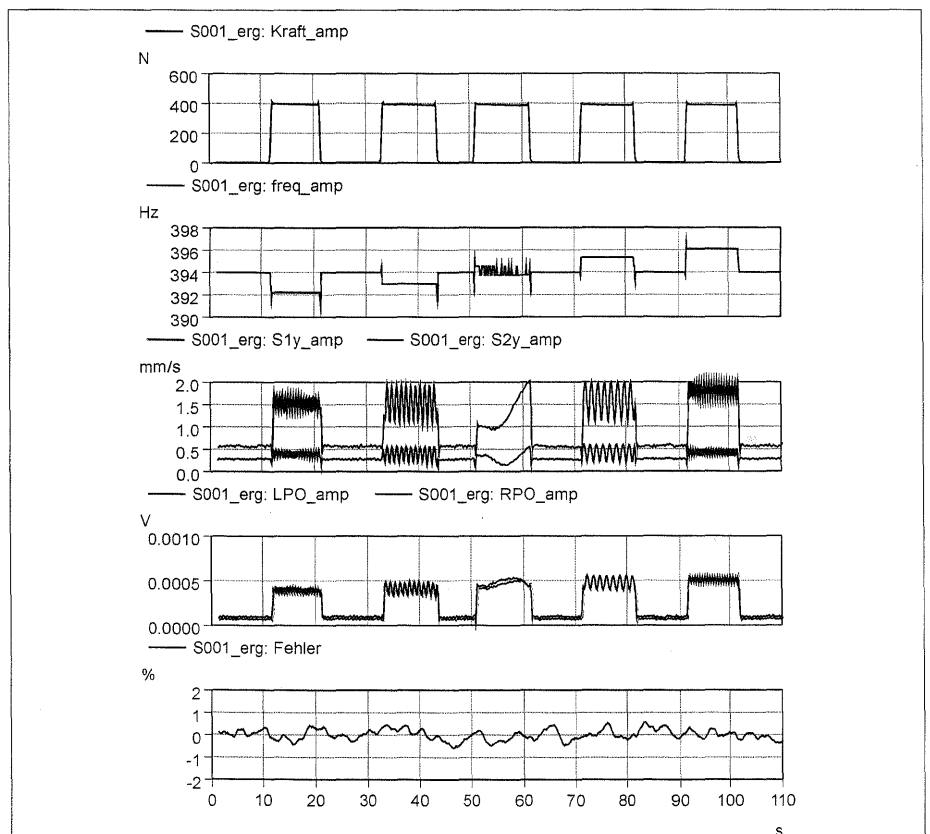 S001_erg: Kraft_amp
N
600
400
200
0
S001_erg: freq_amp
Hz
398
396
394
392
390
S001_erg: S1y_amp S001_erg: S2y_amp
mm/s
2.0
1.5
1.0
0.5
0.0
S001_erg: LPO_amp S001_erg: RPO_amp
V
0.0010
0.0005
0.0000
S001_erg: Fehler
%
2
1
0
-1
-2
0 10 20 30 40 50 60 70 80 90 100 110
s